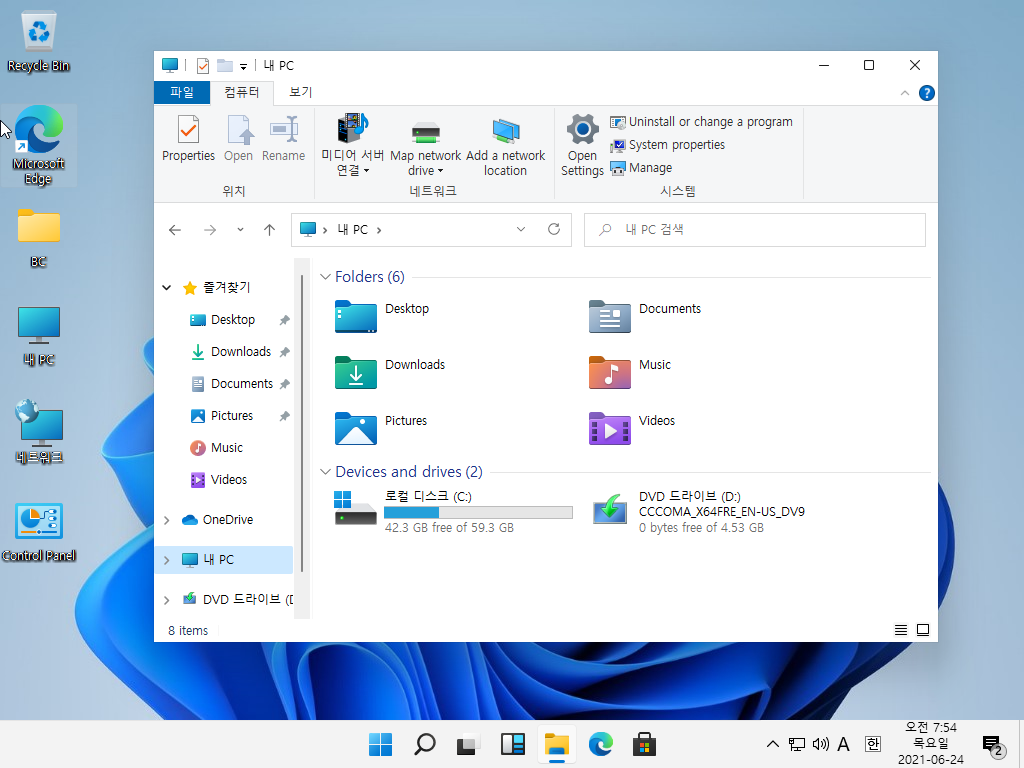 Recycle Bin
Microsoft
Edge
BC
내 PC
네트워크
Control Panel
내 PC
파일
컴퓨터
보기
Properties
Open
Rename
위치
미디어 서버
연결
Map network
drive
Add a network
location
네트워크
Open
Settings
Uninstall or change a program
System properties
Manage
시스템
내 PC
내 PC 검색
즐겨찾기
Desktop
Downloads
Documents
Pictures
Music
Videos
OneDrive
내 PC
DVD 드라이브 (D
Folders (6)
Desktop
Documents
Downloads
Music
Pictures
Videos
Devices and drives (2)
로컬 디스크 (C:)
42.3 GB free of 59.3 GB
DVD 드라이브 (D:)
CCCOMA_X64FRE_EN-US_DV9
0 bytes free of 4.53 GB
8 items
A
한
오전 7:54
목요일
2021-06-24
2